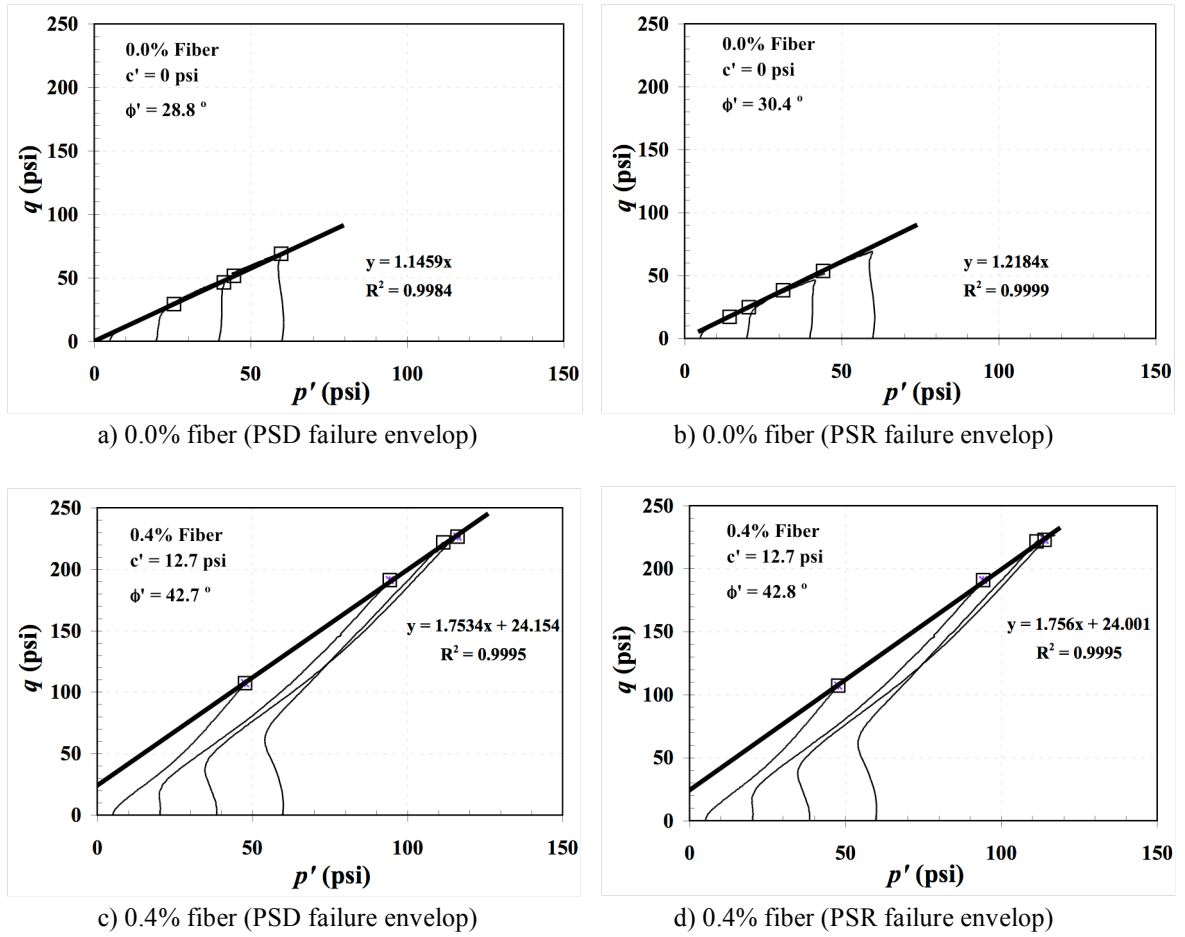 250
200
150
100
50
0
q (psi)
0.0% Fiber
c' = 0 psi
ϕ' = 28.8 °
y = 1.1459x
R² = 0.9984
0 50 100 150
p' (psi)
a) 0.0% fiber (PSD failure envelop)
250
200
150
100
50
0
q (psi)
0.0% Fiber
c' = 0 psi
ϕ' = 30.4 °
y = 1.2184x
R² = 0.9999
0 50 100 150
p' (psi)
b) 0.0% fiber (PSR failure envelop)
250
200
150
100
50
0
q (psi)
0.4% Fiber
c' = 12.7 psi
ϕ' = 42.7 °
y = 1.7534x + 24.154
R² = 0.9995
0 50 100 150
p' (psi)
c) 0.4% fiber (PSD failure envelop)
250
200
150
100
50
0
q (psi)
0.4% Fiber
c' = 12.7 psi
ϕ' = 42.8 °
y = 1.756x + 24.001
R² = 0.9995
0 50 100 150
p' (psi)
d) 0.4% fiber (PSR failure envelop)